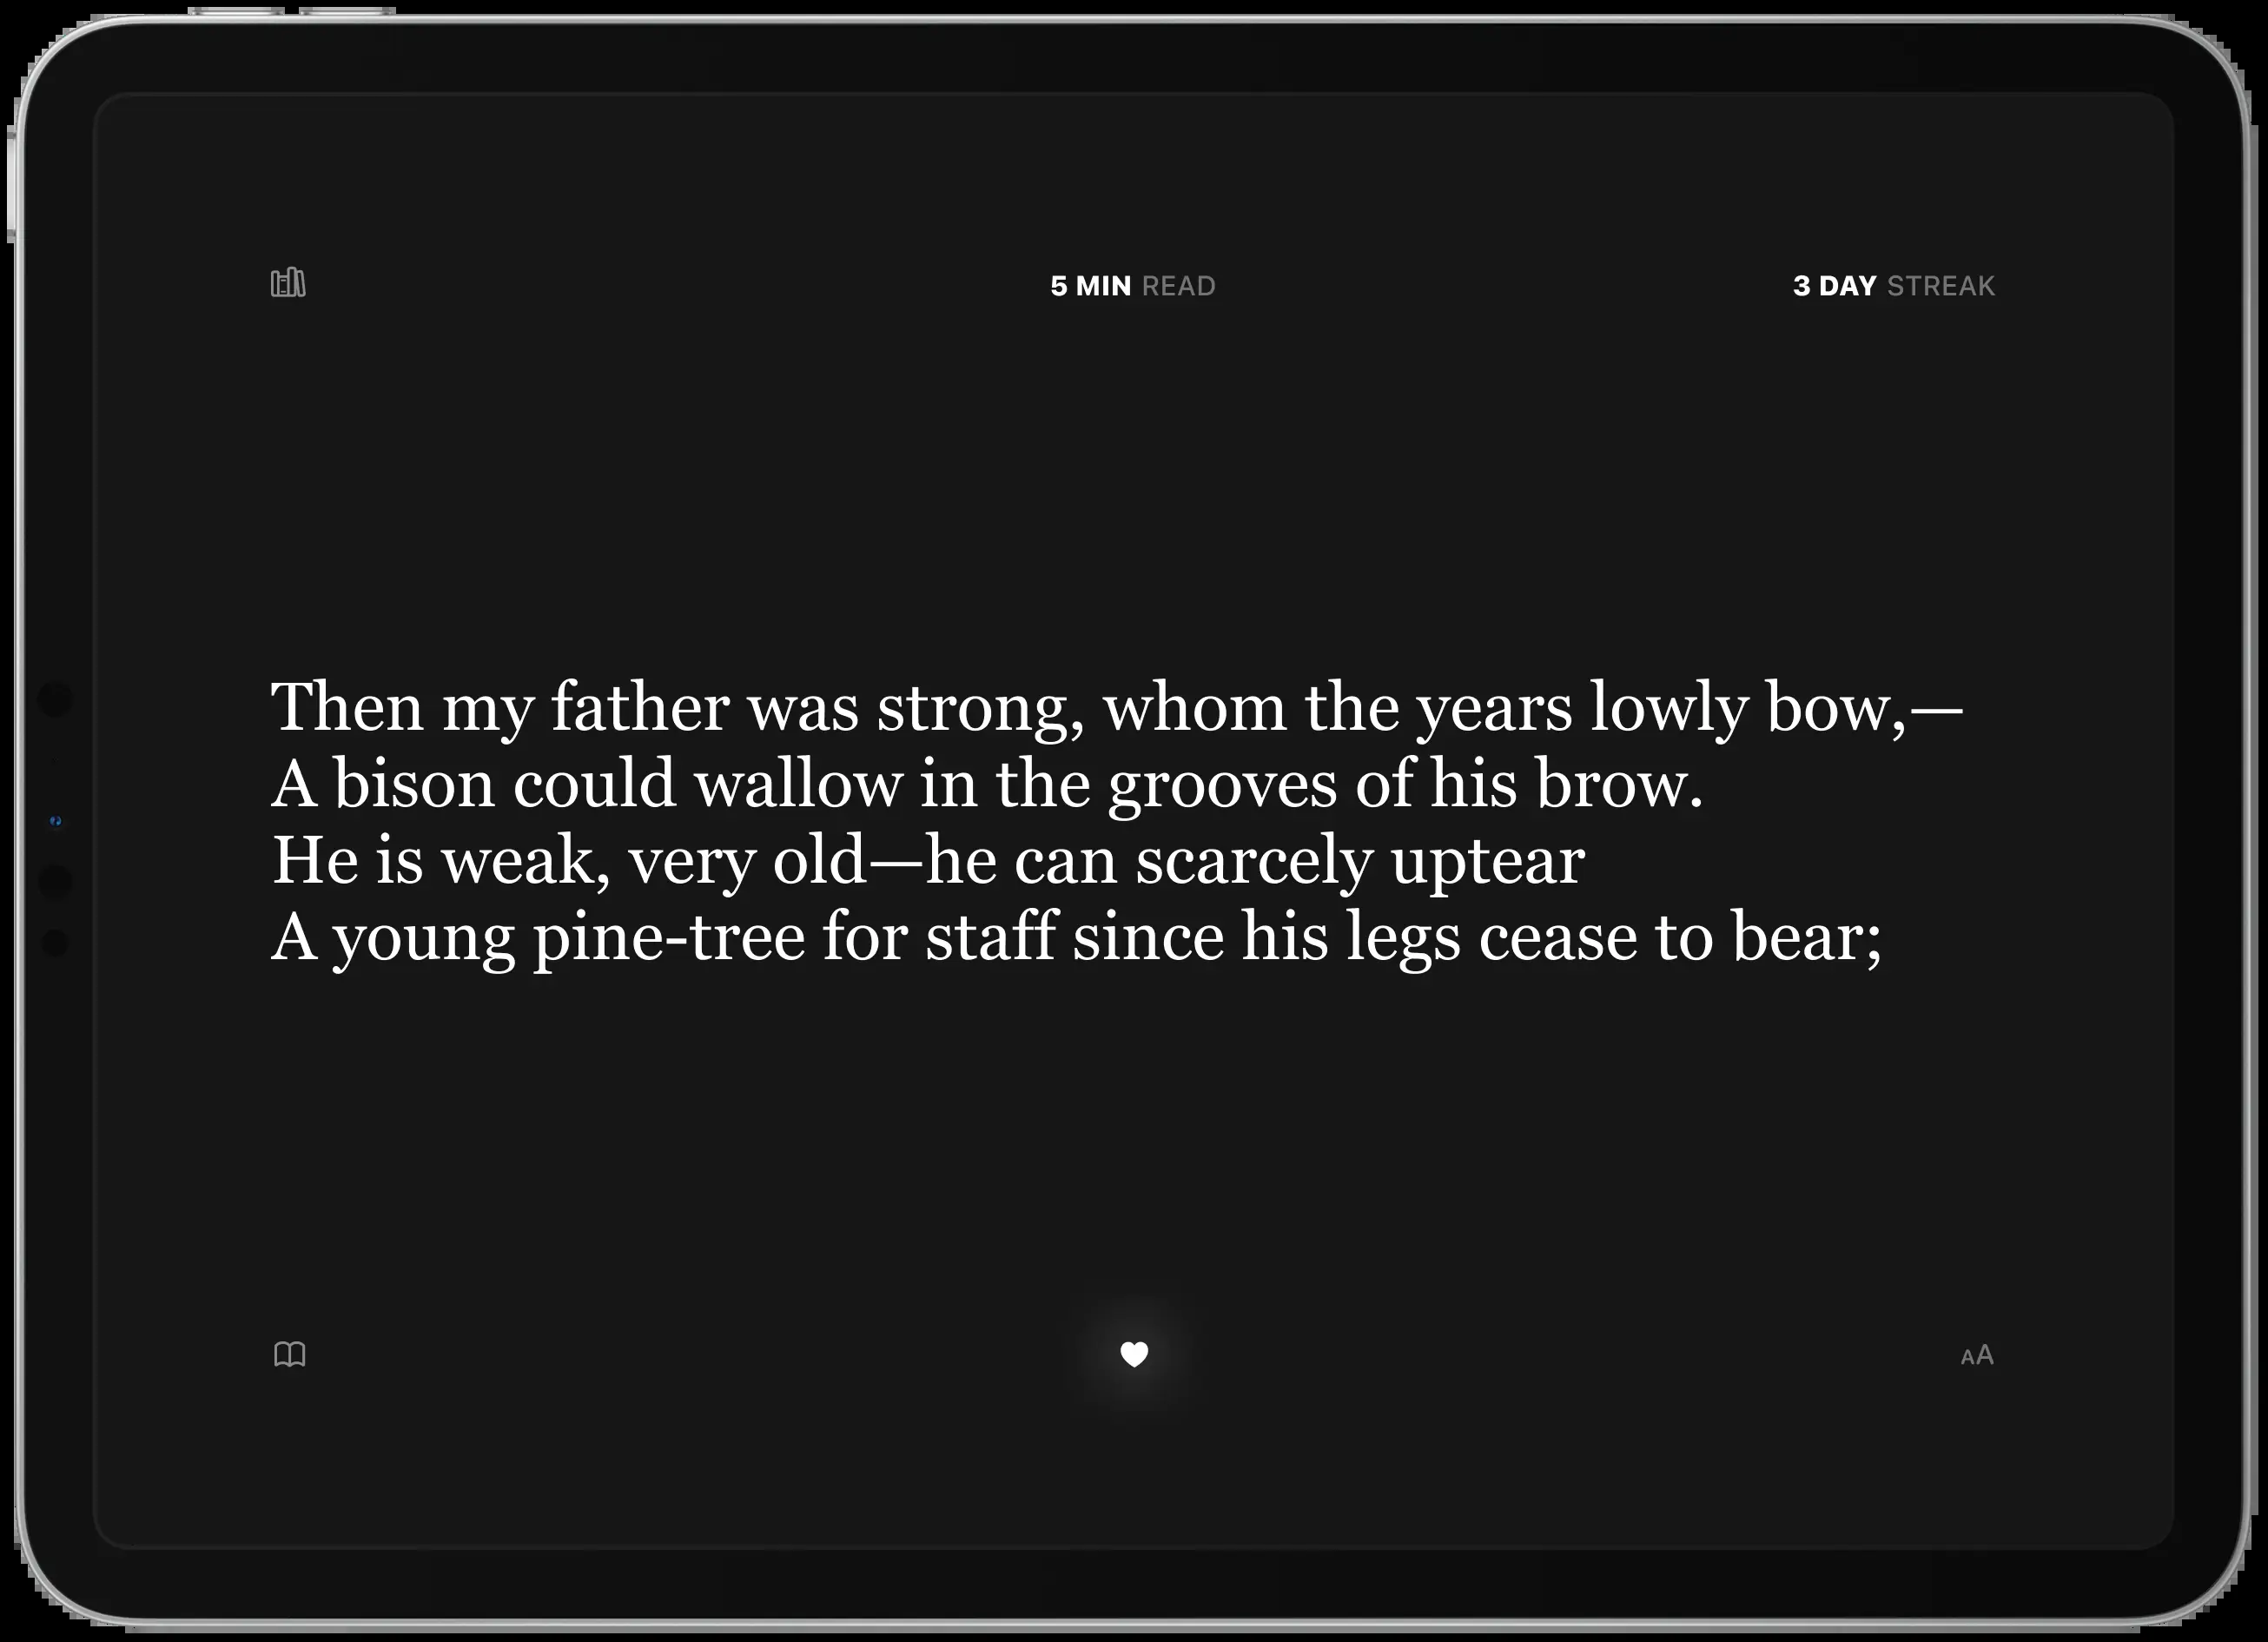 5 MIN READ
3 DAY STREAK
Then my father was strong, whom the years lowly bow,—
A bison could wallow in the grooves of his brow.
He is weak, very old—he can scarcely uptear
A young pine-tree for staff since his legs cease to bear;
AA